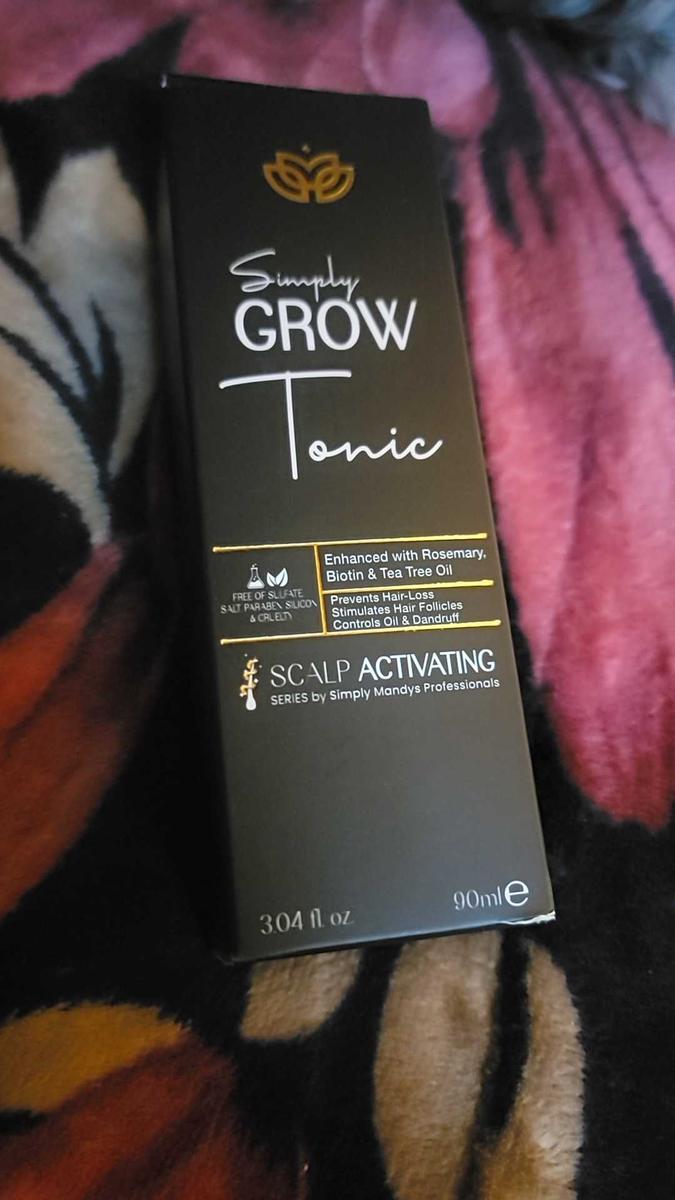 Simply
GROW
Tonic
Enhanced with Rosemary,
Biotin & Tea Tree Oil
FREE OF SULFATE
SALT PARABEN SILICON
& CRUELTY
Prevents Hair-Loss
Stimulates Hair Follicles
Controls Oil & Dandruff
SCALP ACTIVATING
SERIES by Simply Mandys Professionals
3.04 fl oz
90ml e